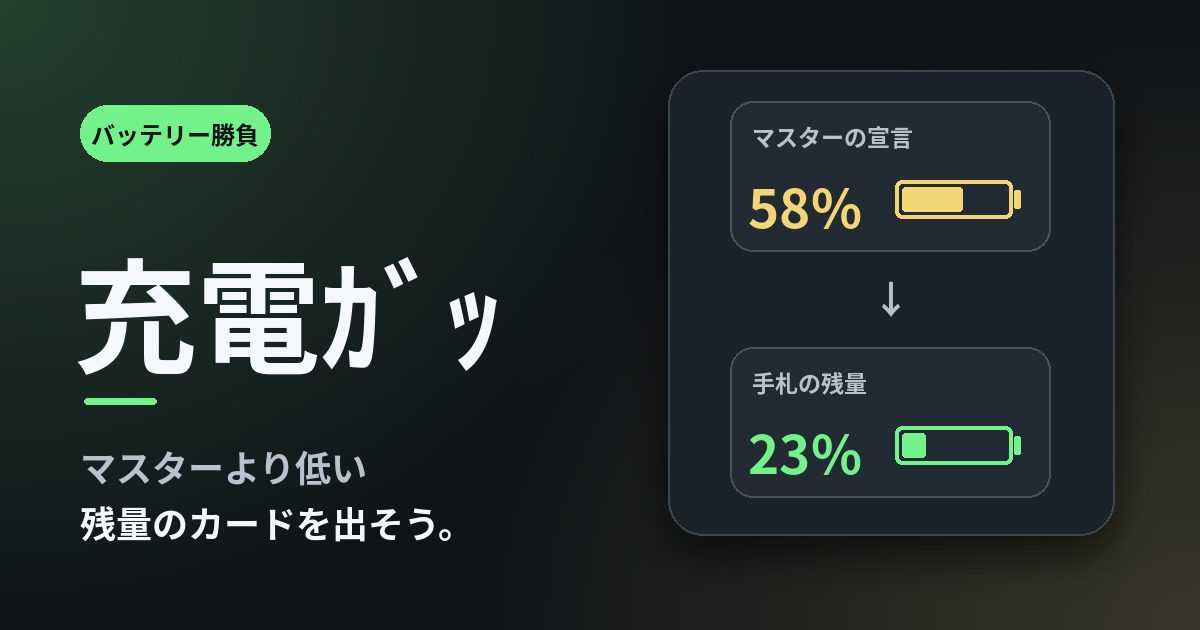 バッテリー勝負
充電ｶﾞｯ
マスターより低い
残量のカードを出そう。
マスターの宣言
58%
↓
手札の残量
23%